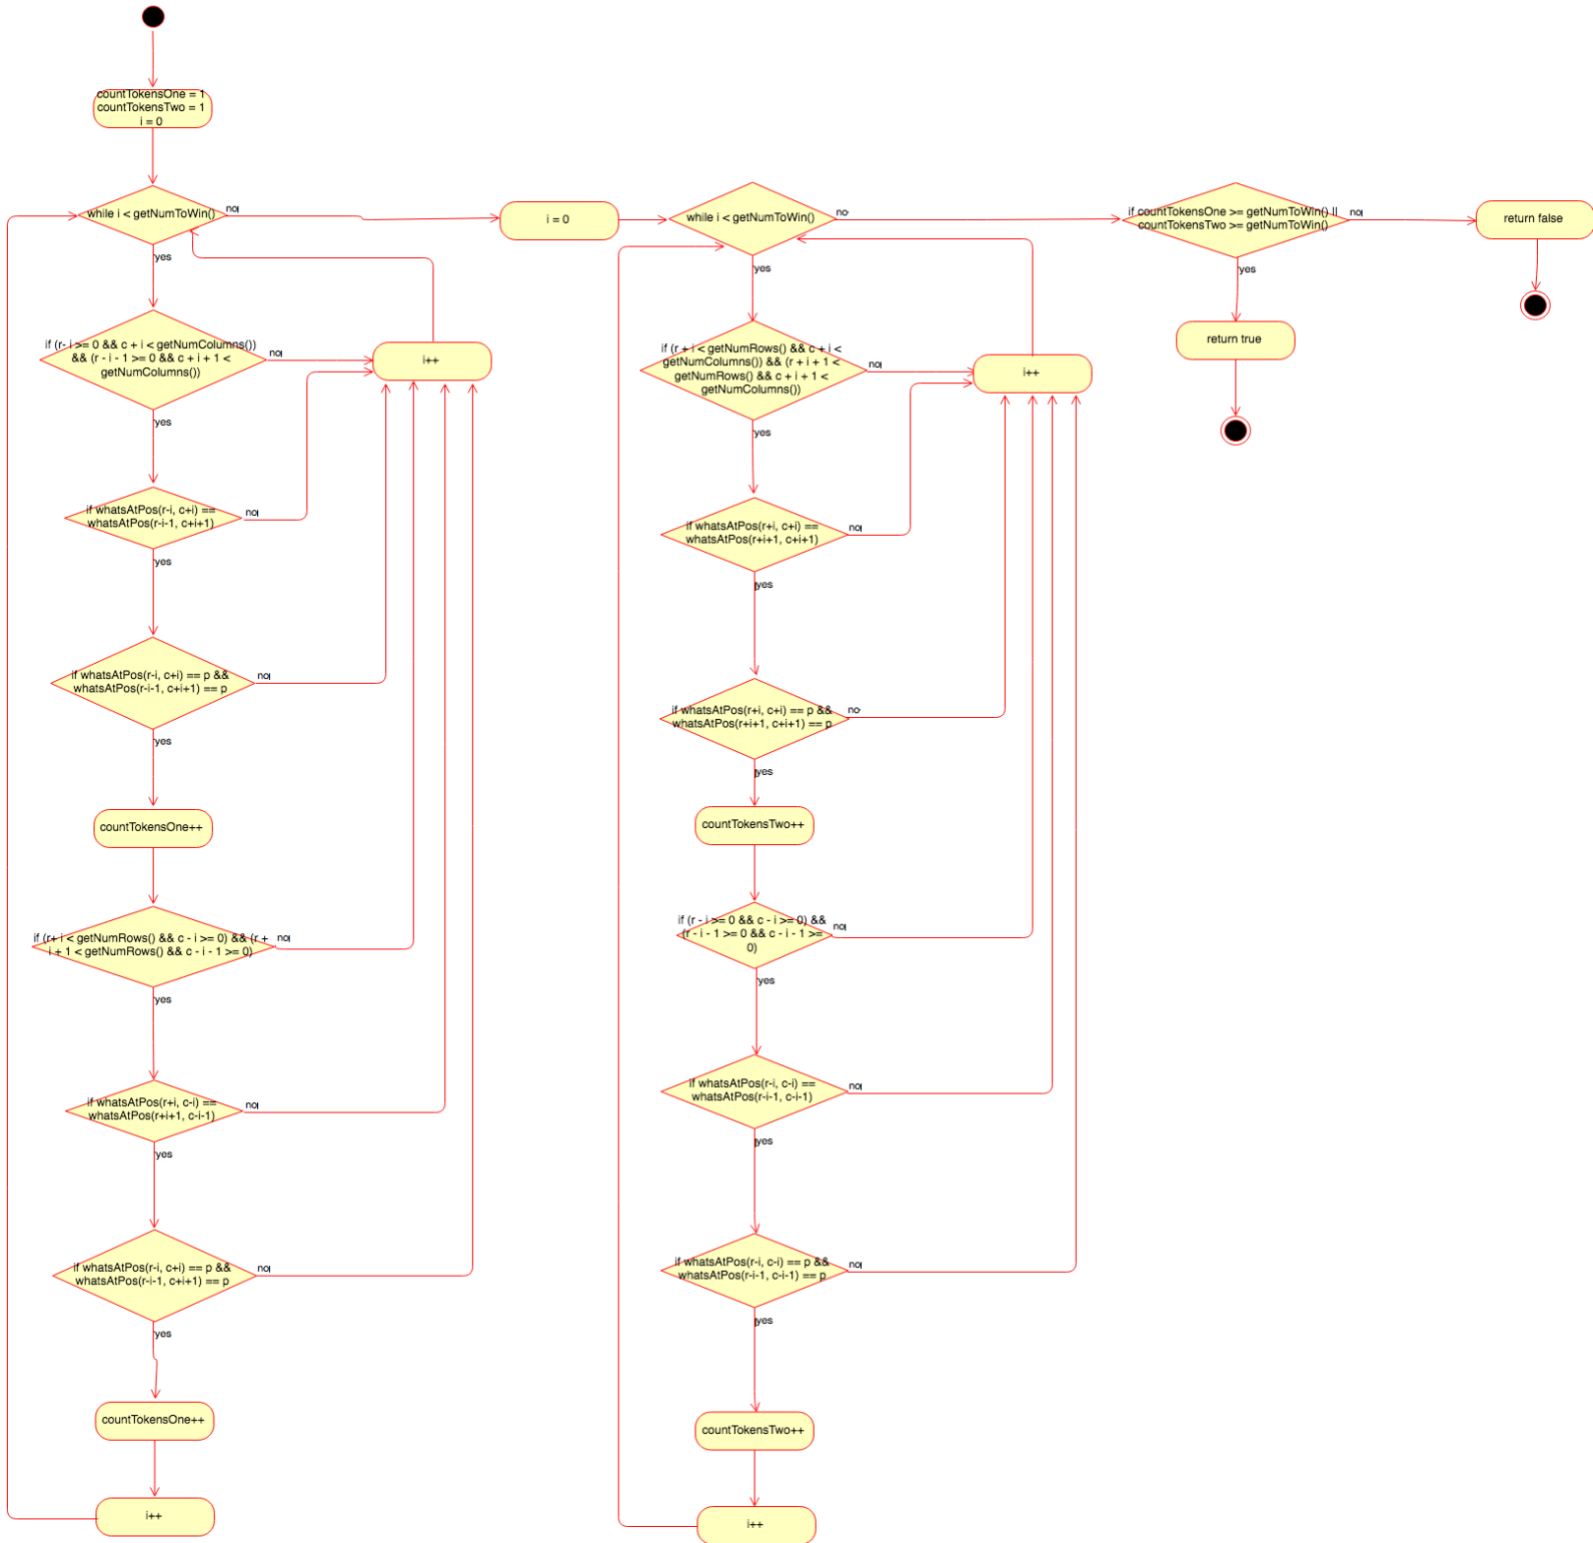 countTokensOne = 1
countTokensTwo = 1
i = 0
while i < getNumToWin()
no
yes
if (r- i >= 0 && c + i < getNumColumns())
&& (r - i - 1 >= 0 && c + i + 1 <
getNumColumns())
no
yes
i++
if whatsAtPos(r-i, c+i) ==
whatsAtPos(r-i-1, c+i+1)
no
yes
if whatsAtPos(r-i, c+i) == p &&
whatsAtPos(r-i-1, c+i+1) == p
no
yes
countTokensOne++
if (r+ i < getNumRows() && c - i >= 0) && (r +
i + 1 < getNumRows() && c - i - 1 >= 0)
no
yes
if whatsAtPos(r+i, c-i) ==
whatsAtPos(r+i+1, c-i-1)
no
yes
if whatsAtPos(r-i, c+i) == p &&
whatsAtPos(r-i-1, c+i+1) == p
no
yes
countTokensOne++
i++
i = 0
while i < getNumToWin()
no
yes
if (r + i < getNumRows() && c + i <
getNumColumns()) && (r + i + 1 <
getNumRows() && c + i + 1 <
getNumColumns())
no
yes
i++
if whatsAtPos(r+i, c+i) ==
whatsAtPos(r+i+1, c+i+1)
no
yes
if whatsAtPos(r+i, c+i) == p &&
whatsAtPos(r+i+1, c+i+1) == p
no
yes
countTokensTwo++
if (r - i >= 0 && c - i >= 0) &&
(r - i - 1 >= 0 && c - i - 1 >=
0)
no
yes
if whatsAtPos(r-i, c-i) ==
whatsAtPos(r-i-1, c-i-1)
no
yes
if whatsAtPos(r-i, c-i) == p &&
whatsAtPos(r-i-1, c-i-1) == p
no
yes
countTokensTwo++
i++
if countTokensOne >= getNumToWin() ||
countTokensTwo >= getNumToWin()
no
yes
return false
return true